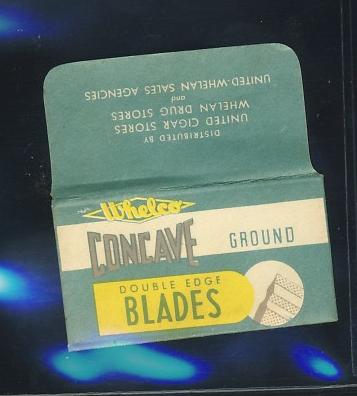 DISTRIBUTED BY
UNITED CIGAR STORES
WHELAN DRUG STORES
and
UNITED-WHELAN SALES AGENCIES
Whelco
CONCAVE
GROUND
DOUBLE EDGE
BLADES